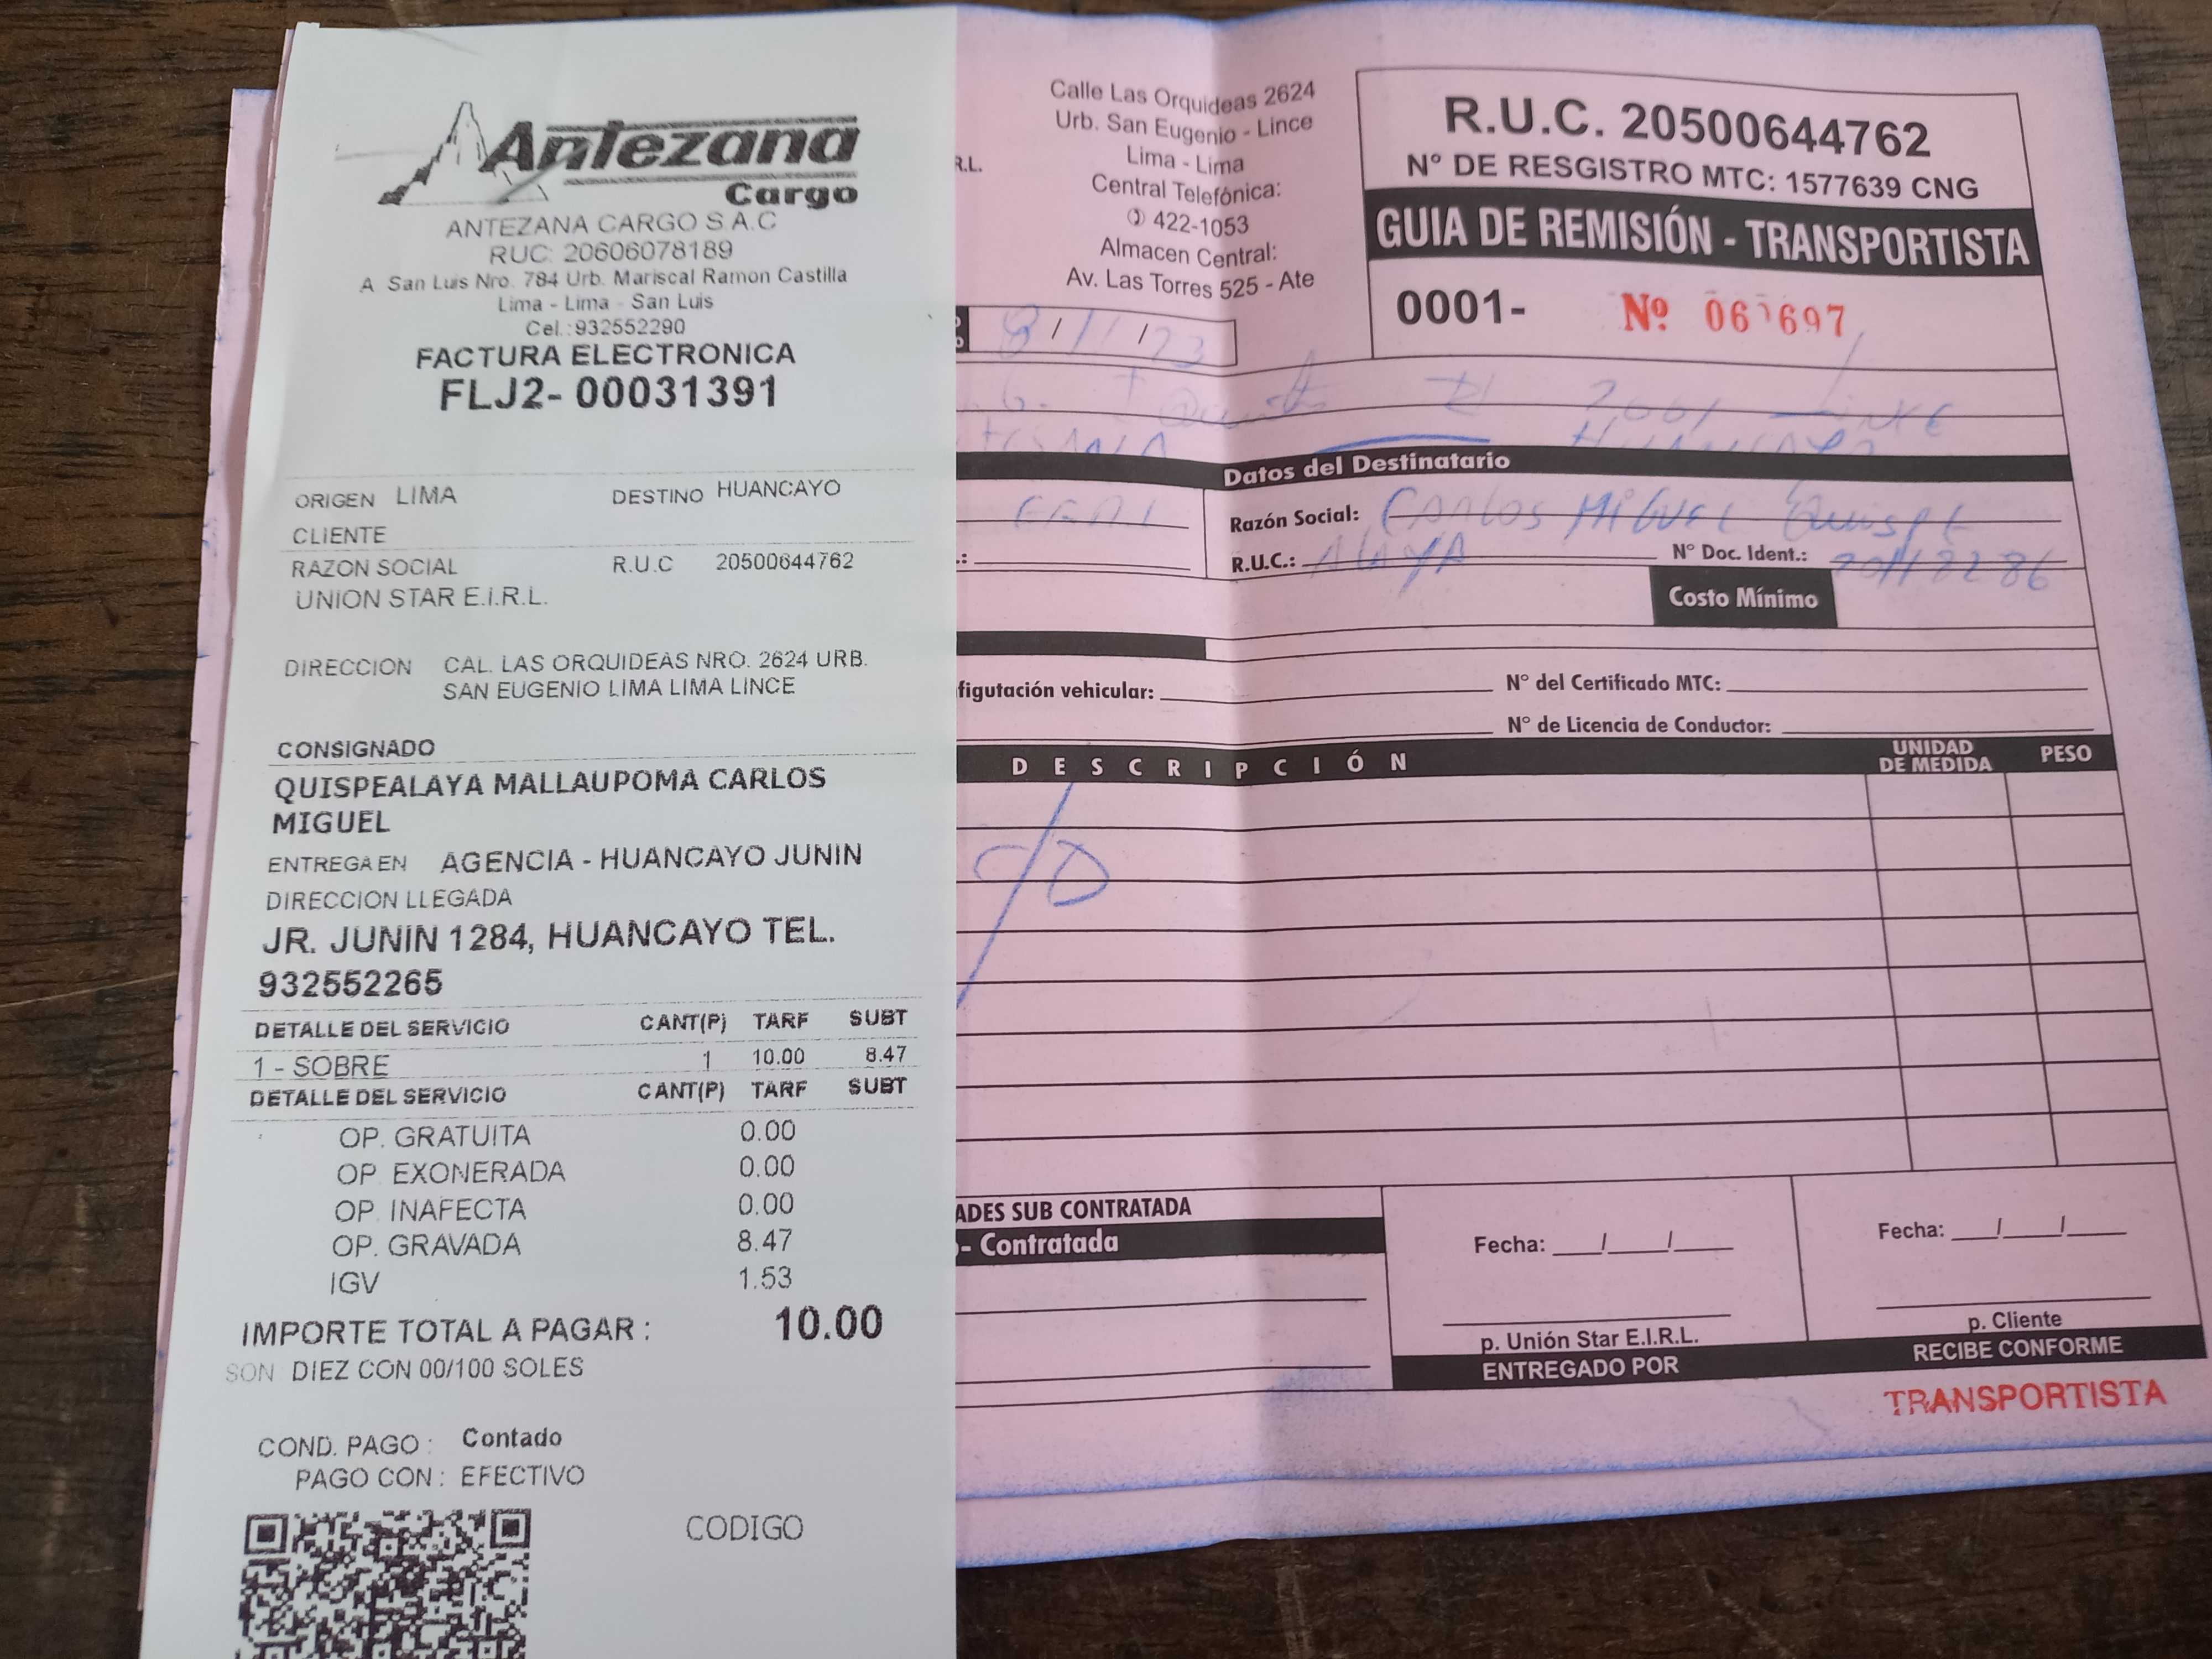 Antezana
Cargo
ANTEZANA CARGO S.A.C
RUC: 20606078189
A San Luis Nro. 784 Urb. Mariscal Ramon Castilla
Lima - Lima - San Luis
Cel.:932552290
FACTURA ELECTRONICA
FLJ2- 00031391
ORIGEN LIMA DESTINO HUANCAYO
CLIENTE
RAZON SOCIAL R.U.C 20500644762
UNION STAR E.I.R.L.
DIRECCION CAL. LAS ORQUIDEAS NRO. 2624 URB.
SAN EUGENIO LIMA LIMA LINCE
CONSIGNADO
QUISPEALAYA MALLAUPOMA CARLOS
MIGUEL
ENTREGA EN AGENCIA - HUANCAYO JUNIN
DIRECCION LLEGADA
JR. JUNIN 1284, HUANCAYO TEL.
932552265
DETALLE DEL SERVICIO CANT(P) TARF SUBT
1 - SOBRE 1 10.00 8.47
DETALLE DEL SERVICIO CANT(P) TARF SUBT
OP. GRATUITA 0.00
OP. EXONERADA 0.00
OP. INAFECTA 0.00
OP. GRAVADA 8.47
IGV 1.53
IMPORTE TOTAL A PAGAR : 10.00
SON DIEZ CON 00/100 SOLES
COND. PAGO : Contado
PAGO CON : EFECTIVO
CODIGO
R.L.
Calle Las Orquideas 2624
Urb. San Eugenio - Lince
Lima - Lima
Central Telefónica:
422-1053
Almacen Central:
Av. Las Torres 525 - Ate
R.U.C. 20500644762
N° DE RESGISTRO MTC: 1577639 CNG
GUIA DE REMISIÓN - TRANSPORTISTA
0001- Nº
8/1/23
HUANCAYO
Datos del Destinatario
Razón Social: CARLOS MIGUEL QUISPE
R.U.C.: ALAYA N° Doc. Ident.:
Costo Mínimo
figutación vehicular: N° del Certificado MTC:
N° de Licencia de Conductor:
DESCRIPCIÓN UNIDAD DE MEDIDA PESO
ADES SUB CONTRATADA
- Contratada
Fecha: / / Fecha: / /
p. Unión Star E.I.R.L. p. Cliente
ENTREGADO POR RECIBE CONFORME
TRANSPORTISTA